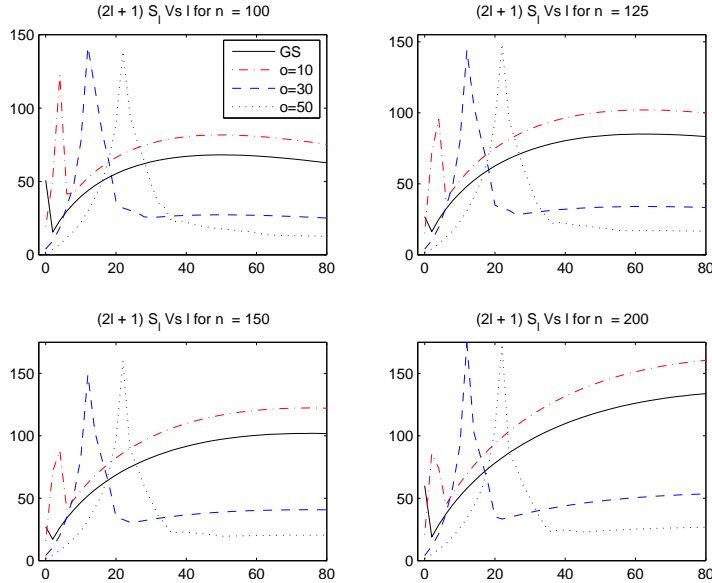 (2l + 1) S_l Vs l for n = 100
150
100
50
0
0 20 40 60 80
GS
o=10
o=30
o=50
(2l + 1) S_l Vs l for n = 125
150
100
50
0
0 20 40 60 80
(2l + 1) S_l Vs l for n = 150
150
100
50
0
0 20 40 60 80
(2l + 1) S_l Vs l for n = 200
150
100
50
0
0 20 40 60 80